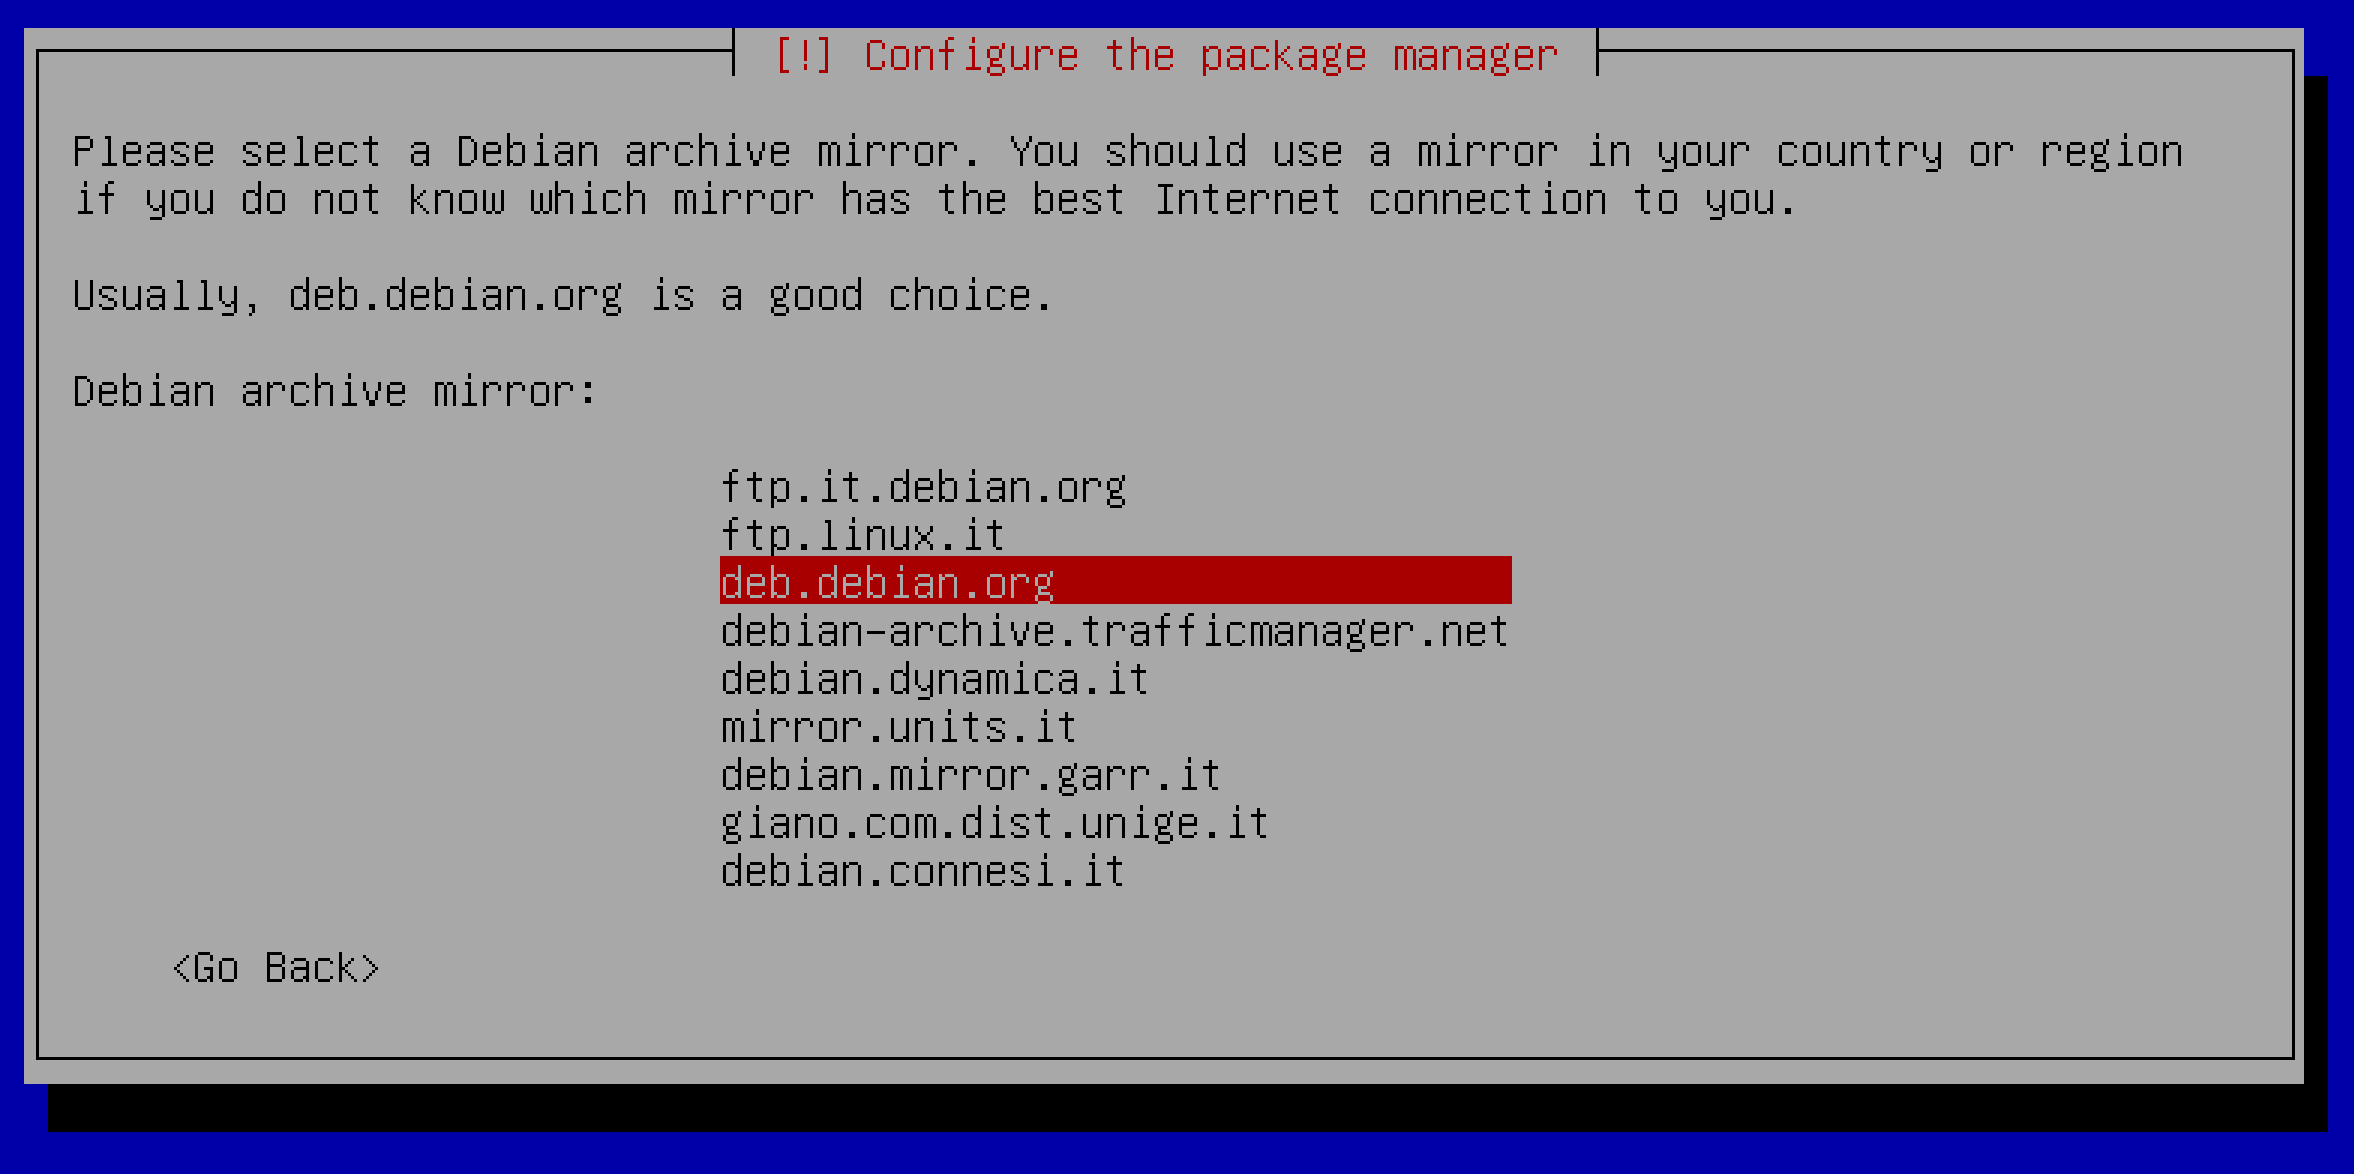 [!] Configure the package manager
Please select a Debian archive mirror. You should use a mirror in your country or region
if you do not know which mirror has the best Internet connection to you.
Usually, deb.debian.org is a good choice.
Debian archive mirror:
ftp.it.debian.org
ftp.linux.it
deb.debian.org
debian-archive.trafficmanager.net
debian.dynamica.it
mirror.units.it
debian.mirror.garr.it
giano.com.dist.unige.it
debian.connesi.it
<Go Back>